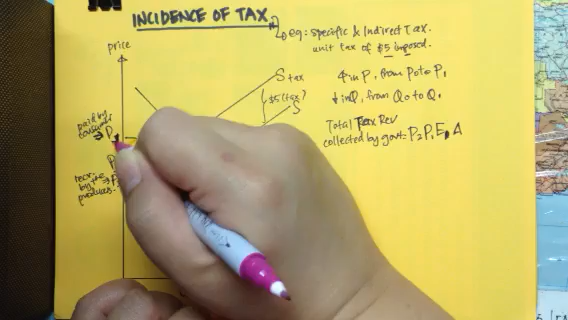 INCIDENCE OF TAX
eg: specific & Indirect Tax.
unit tax of $5 imposed.
price
S tax
↑ in P, from P0 to P1
$5 (tax)
S
↓ in Q, from Q0 to Q1
paid by
consumers
Total Tax Rev
collected by govt: P2P1E1A
by the
producers